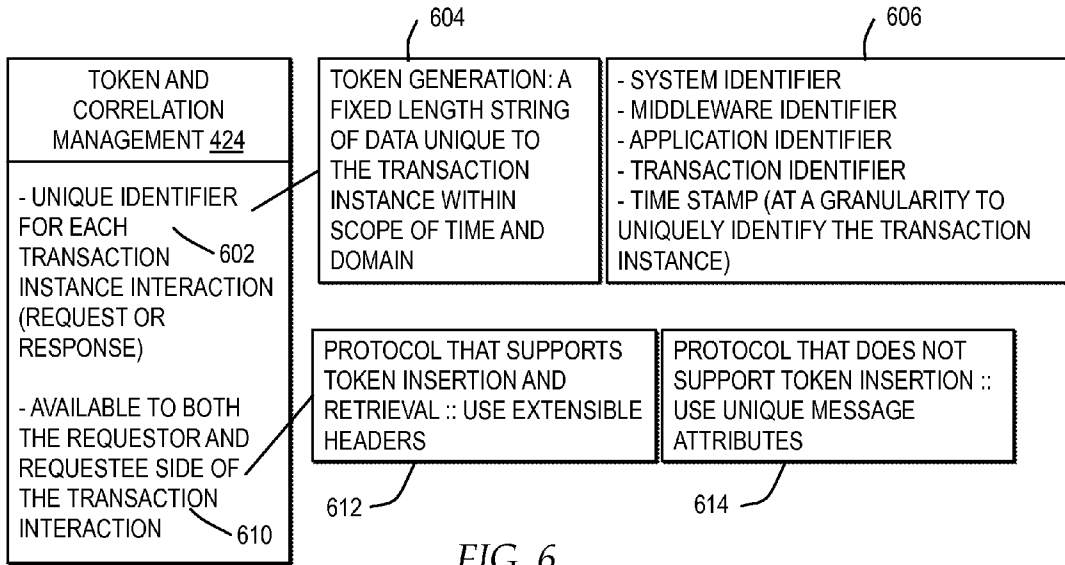 604
606
TOKEN AND
CORRELATION
MANAGEMENT 424
- UNIQUE IDENTIFIER
FOR EACH
TRANSACTION
INSTANCE INTERACTION
(REQUEST OR
RESPONSE)
602
- AVAILABLE TO BOTH
THE REQUESTOR AND
REQUESTEE SIDE OF
THE TRANSACTION
INTERACTION
610
TOKEN GENERATION: A
FIXED LENGTH STRING
OF DATA UNIQUE TO
THE TRANSACTION
INSTANCE WITHIN
SCOPE OF TIME AND
DOMAIN
- SYSTEM IDENTIFIER
- MIDDLEWARE IDENTIFIER
- APPLICATION IDENTIFIER
- TRANSACTION IDENTIFIER
- TIME STAMP (AT A GRANULARITY TO
UNIQUELY IDENTIFY THE TRANSACTION
INSTANCE)
PROTOCOL THAT SUPPORTS
TOKEN INSERTION AND
RETRIEVAL :: USE EXTENSIBLE
HEADERS
612
PROTOCOL THAT DOES NOT
SUPPORT TOKEN INSERTION ::
USE UNIQUE MESSAGE
ATTRIBUTES
614
FIG. 6